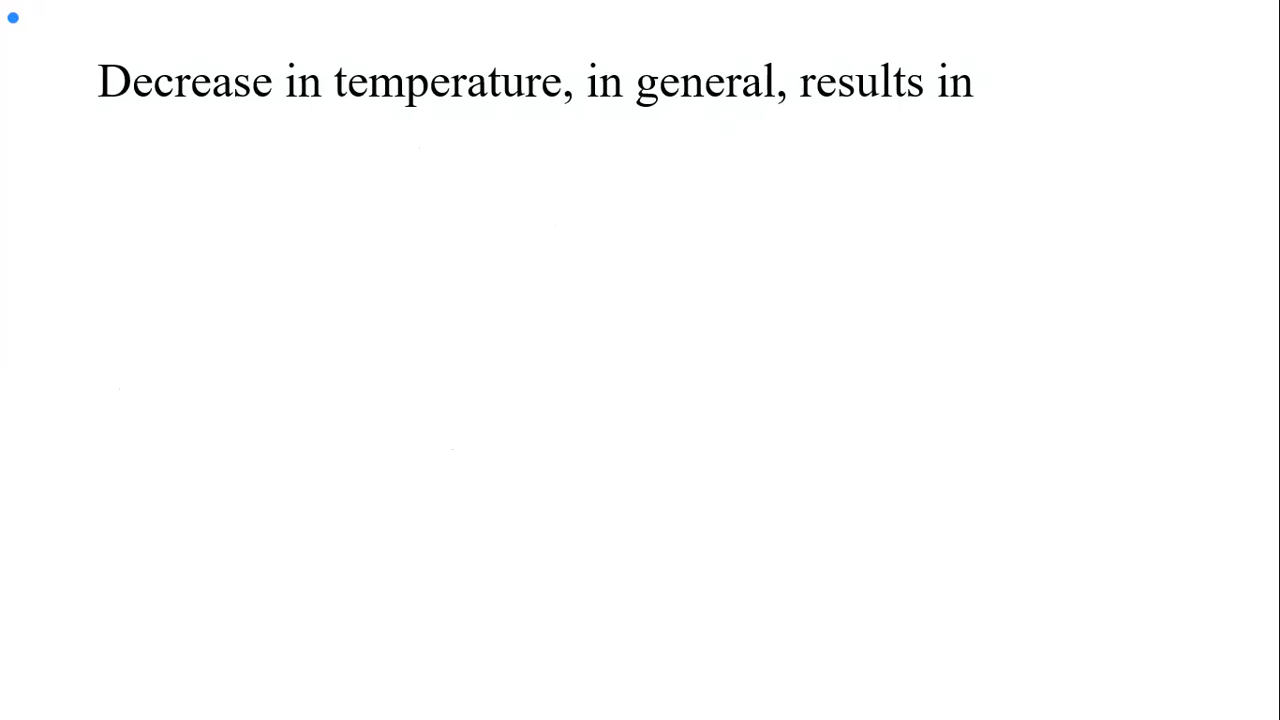 Decrease in temperature, in general, results in